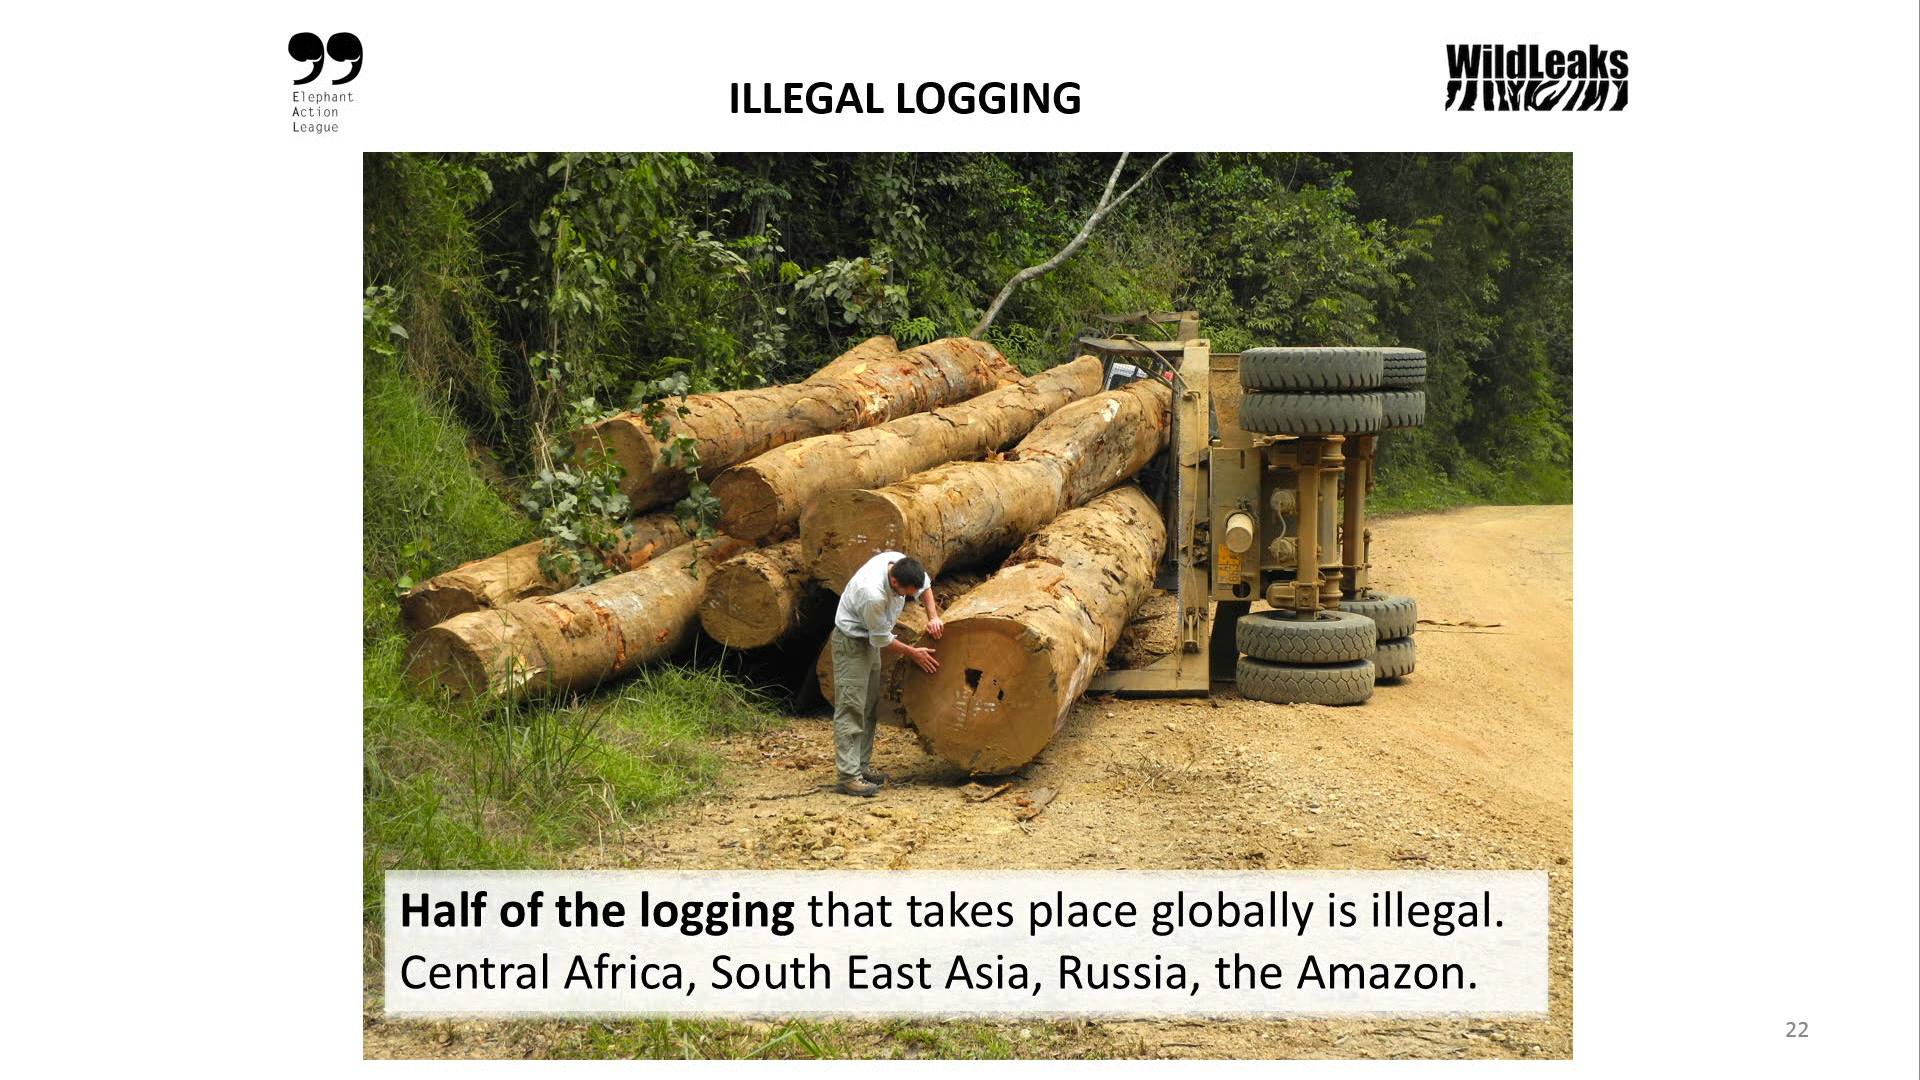 Elephant
Action
League
ILLEGAL LOGGING
WildLeaks
Half of the logging that takes place globally is illegal.
Central Africa, South East Asia, Russia, the Amazon.
22